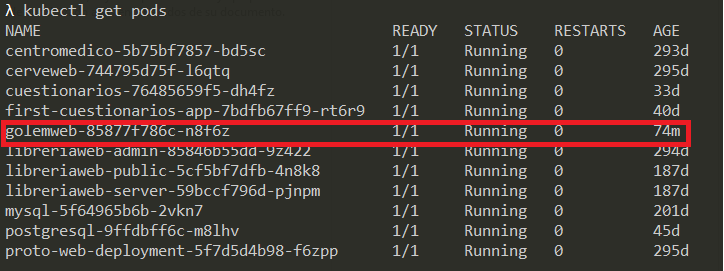 λ kubectl get pods
NAME READY STATUS RESTARTS AGE
centromedico-5b75bf7857-bd5sc 1/1 Running 0 293d
cerveweb-744795d75f-l6qtq 1/1 Running 0 295d
cuestionarios-76485659f5-dh4fz 1/1 Running 0 33d
first-cuestionarios-app-7bdfb67ff9-rt6r9 1/1 Running 0 40d
golemweb-85877f786c-n8f6z 1/1 Running 0 74m
libreriaweb-admin-85846b55dd-9z422 1/1 Running 0 294d
libreriaweb-public-5cf5bf7dfb-4n8k8 1/1 Running 0 187d
libreriaweb-server-59bccf796d-pjnpm 1/1 Running 0 187d
mysql-5f64965b6b-2vkn7 1/1 Running 0 201d
postgresql-9ffdbff6c-m8lhv 1/1 Running 0 45d
proto-web-deployment-5f7d5d4b98-f6zpp 1/1 Running 0 295d